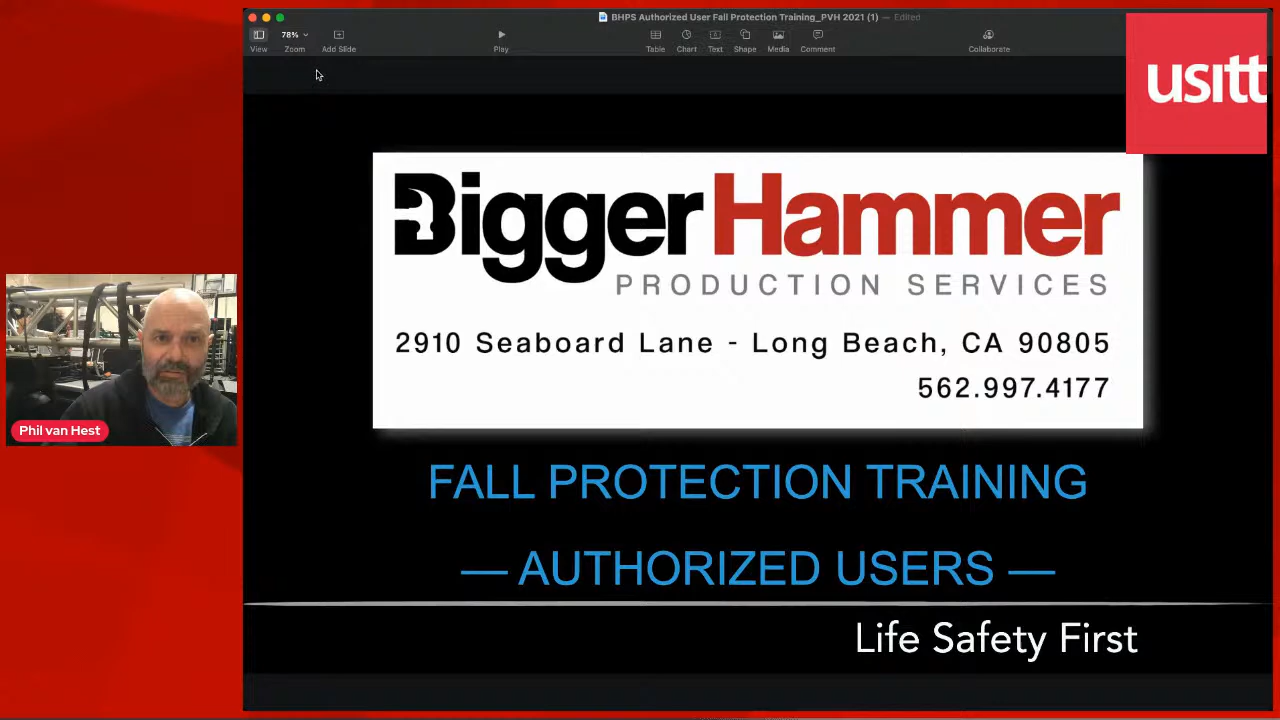 BHPS Authorized User Fall Protection Training_PVH 2021 (1) — Edited
78%
View
Zoom
Add Slide
Play
Table
Chart
Text
Shape
Media
Comment
Collaborate
usitt
BiggerHammer
PRODUCTION SERVICES
2910 Seaboard Lane - Long Beach, CA 90805
562.997.4177
Phil van Hest
FALL PROTECTION TRAINING
— AUTHORIZED USERS —
Life Safety First